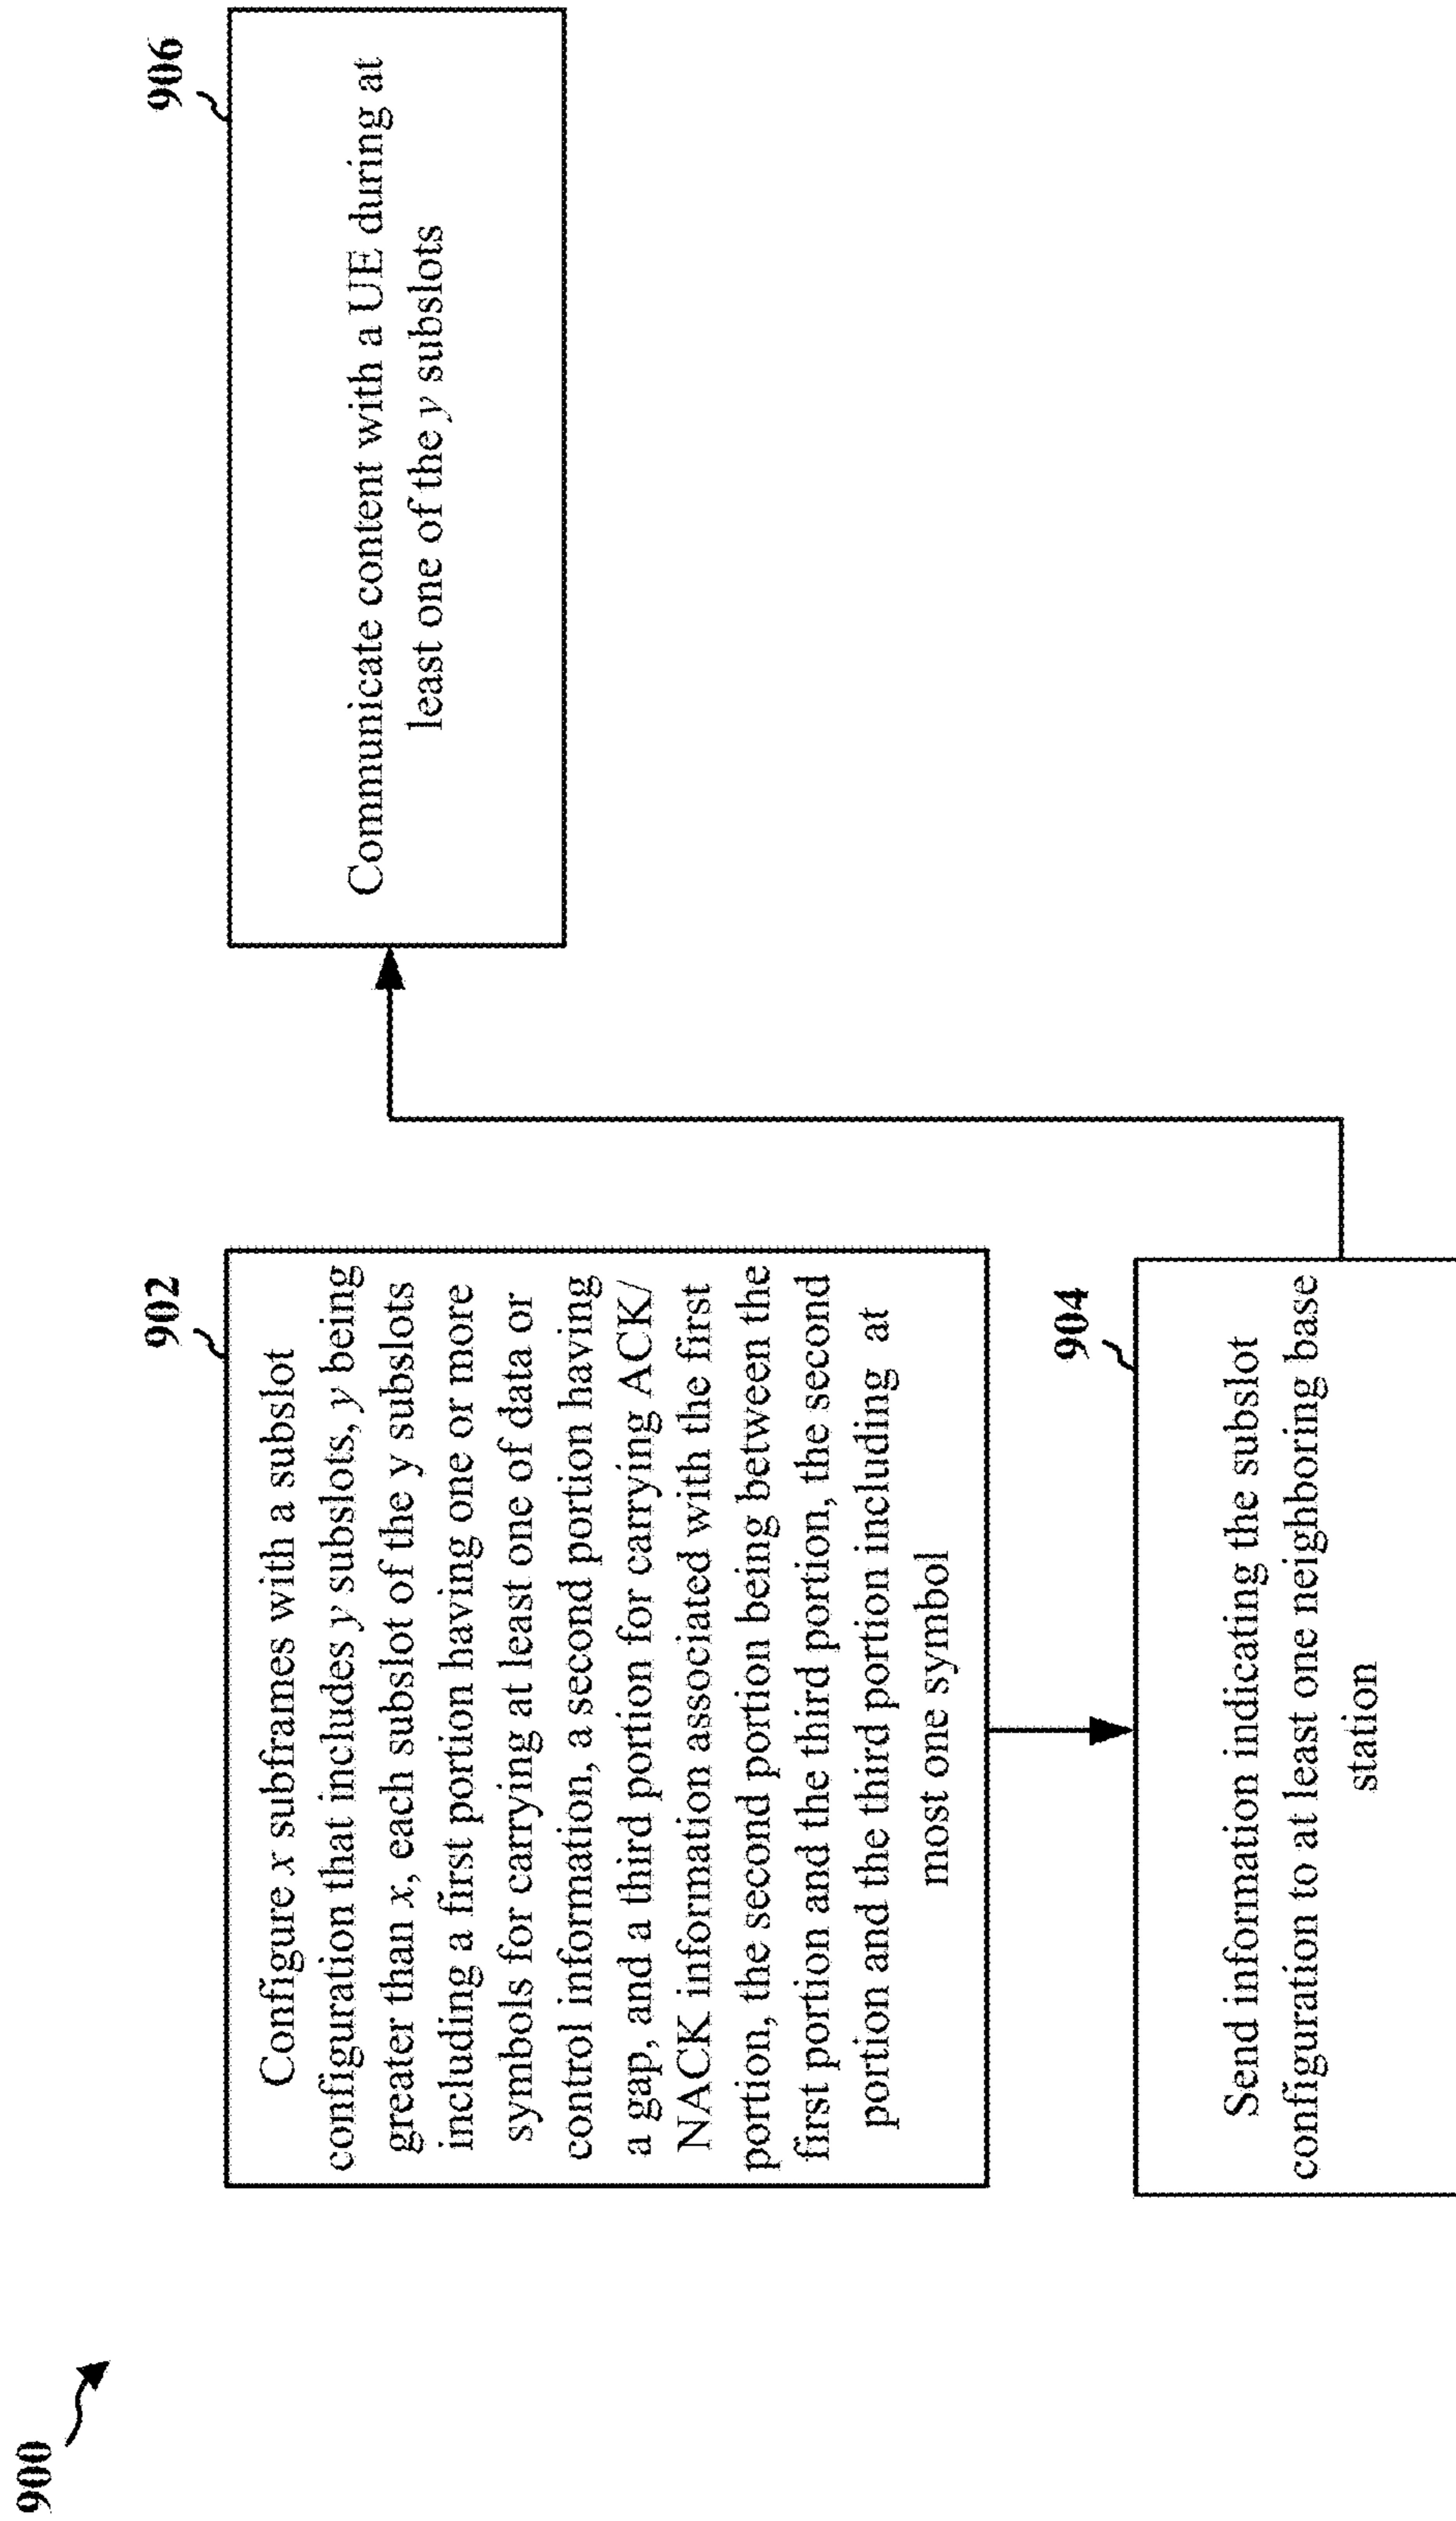 900
902
Configure x subframes with a subslot
configuration that includes y subslots, y being
greater than x, each subslot of the y subslots
including a first portion having one or more
symbols for carrying at least one of data or
control information, a second portion having
a gap, and a third portion for carrying ACK/
NACK information associated with the first
portion, the second portion being between the
first portion and the third portion, the second
portion and the third portion including at
most one symbol
904
Send information indicating the subslot
configuration to at least one neighboring base
station
906
Communicate content with a UE during at
least one of the y subslots